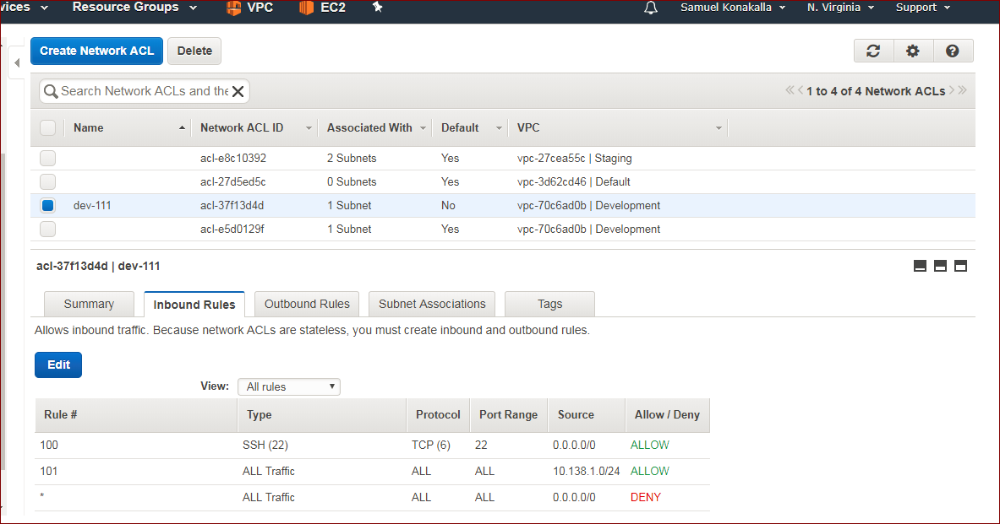 vices Resource Groups VPC EC2 Samuel Konakalla N. Virginia Support
Create Network ACL Delete
Search Network ACLs and the 1 to 4 of 4 Network ACLs
Name Network ACL ID Associated With Default VPC
acl-e8c10392 2 Subnets Yes vpc-27cea55c | Staging
acl-27d5ed5c 0 Subnets Yes vpc-3d62cd46 | Default
dev-111 acl-37f13d4d 1 Subnet No vpc-70c6ad0b | Development
acl-e5d0129f 1 Subnet Yes vpc-70c6ad0b | Development
acl-37f13d4d | dev-111
Summary Inbound Rules Outbound Rules Subnet Associations Tags
Allows inbound traffic. Because network ACLs are stateless, you must create inbound and outbound rules.
Edit
View: All rules
Rule # Type Protocol Port Range Source Allow / Deny
100 SSH (22) TCP (6) 22 0.0.0.0/0 ALLOW
101 ALL Traffic ALL ALL 10.138.1.0/24 ALLOW
* ALL Traffic ALL ALL 0.0.0.0/0 DENY